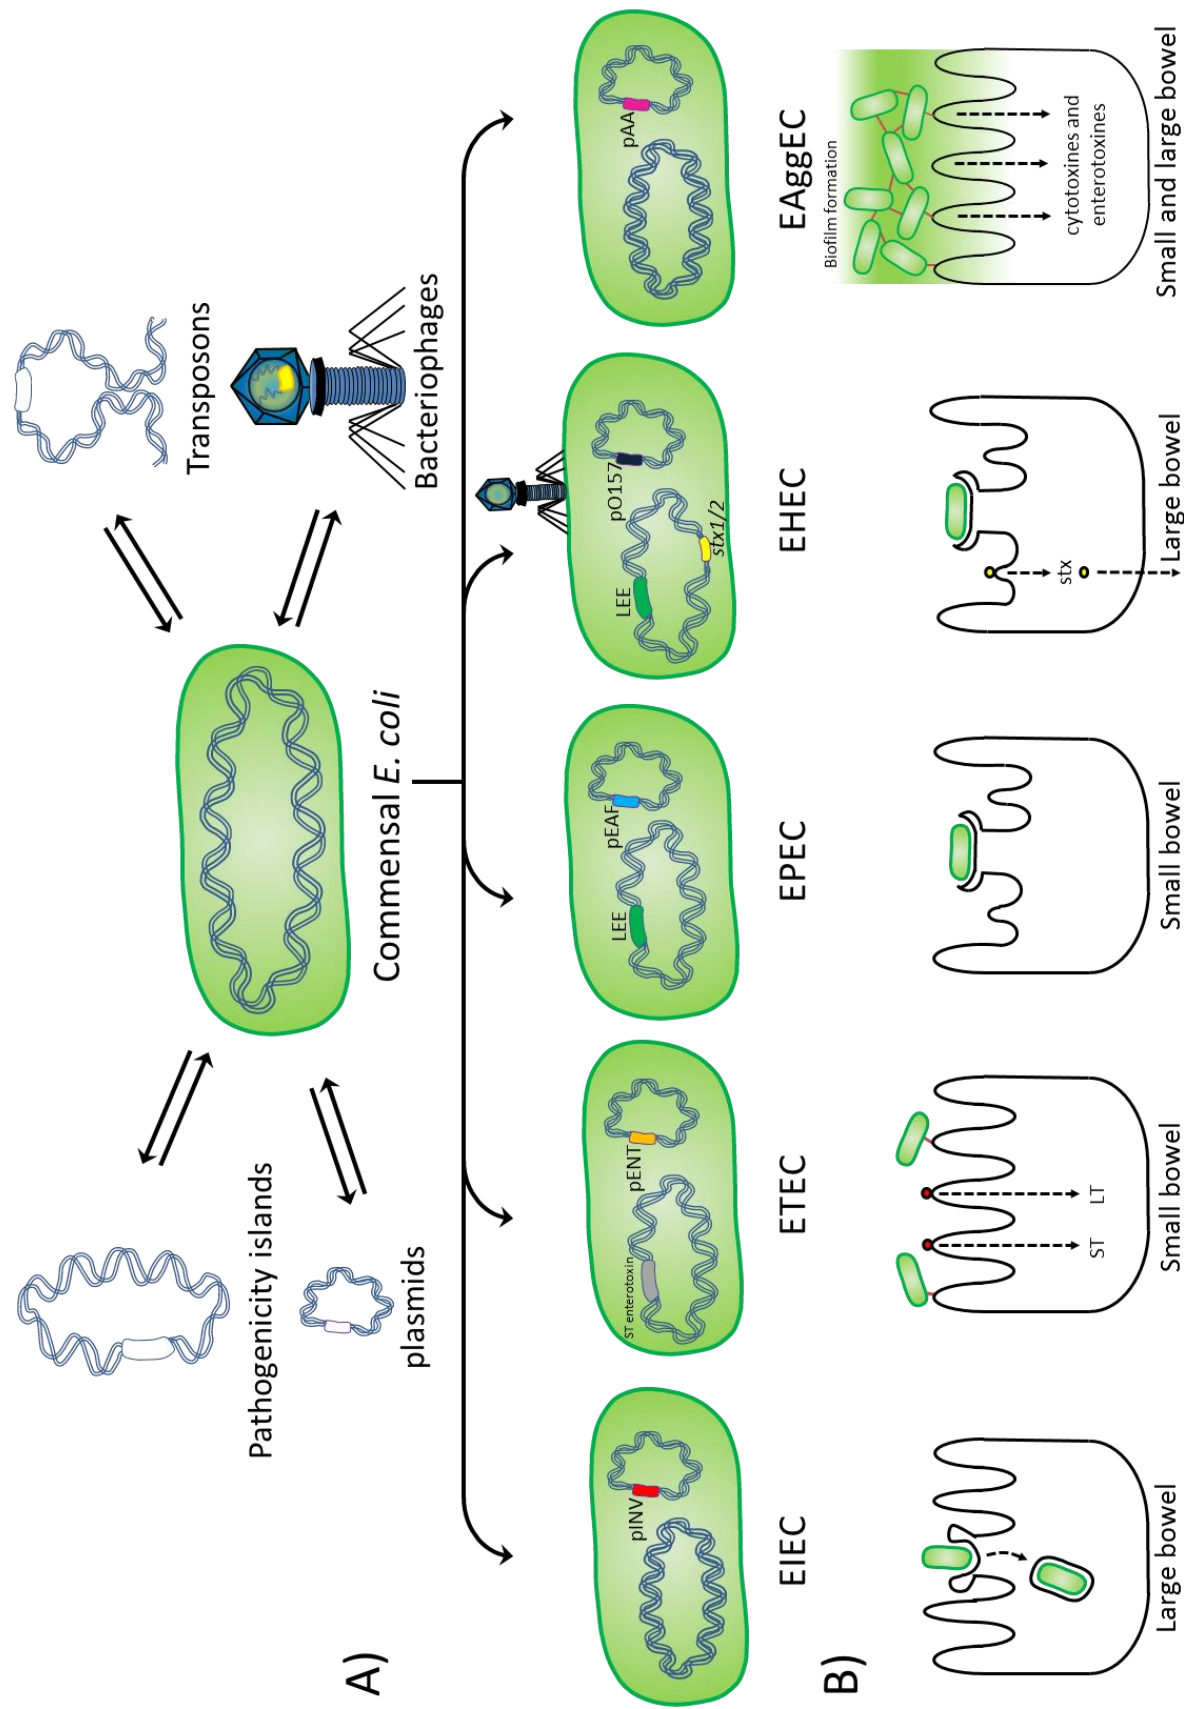 A)
Pathogenicity islands
plasmids
Transposons
Bacteriophages
Commensal E. coli
pINV
ST enterotoxin
pENT
LEE
pEAF
LEE
pO157
stx1/2
pAA
EIEC
ETEC
EPEC
EHEC
EAggEC
B)
Biofilm formation
ST
LT
stx
cytotoxines and
enterotoxines
Large bowel
Small bowel
Small bowel
Large bowel
Small and large bowel